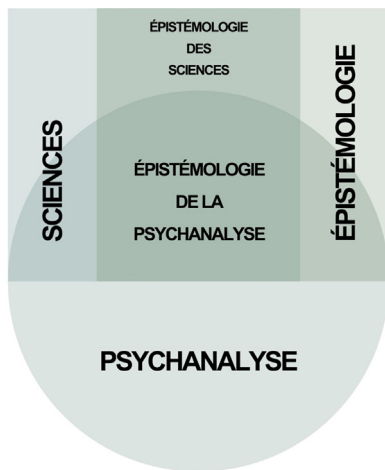 ÉPISTÉMOLOGIE
DES
SCIENCES
SCIENCES
ÉPISTÉMOLOGIE
DE LA
PSYCHANALYSE
ÉPISTÉMOLOGIE
PSYCHANALYSE